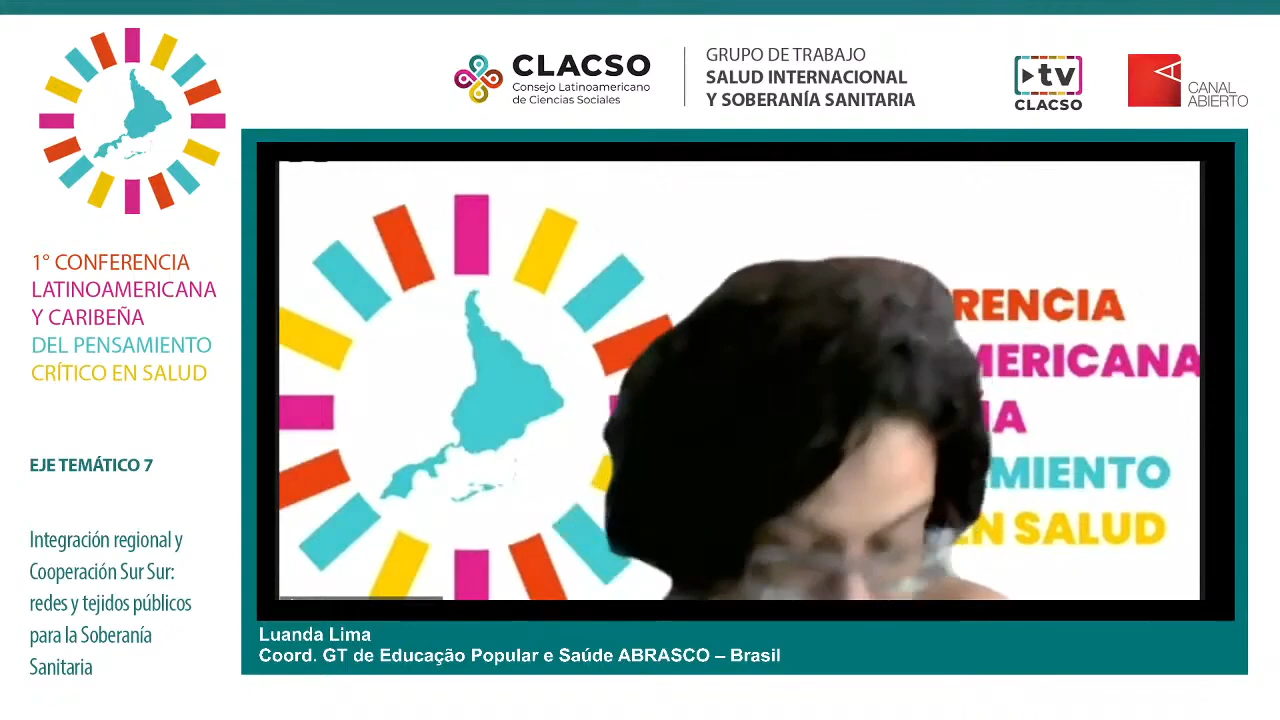 CLACSO
Consejo Latinoamericano
de Ciencias Sociales
GRUPO DE TRABAJO
SALUD INTERNACIONAL
Y SOBERANÍA SANITARIA
tv
CLACSO
CANAL
ABIERTO
1° CONFERENCIA
LATINOAMERICANA
Y CARIBEÑA
DEL PENSAMIENTO
CRÍTICO EN SALUD
EJE TEMÁTICO 7
Integración regional y
Cooperación Sur Sur:
redes y tejidos públicos
para la Soberanía
Sanitaria
RENCIA
MERICANA
IA
MIENTO
EN SALUD
Luanda Lima
Coord. GT de Educação Popular e Saúde ABRASCO – Brasil